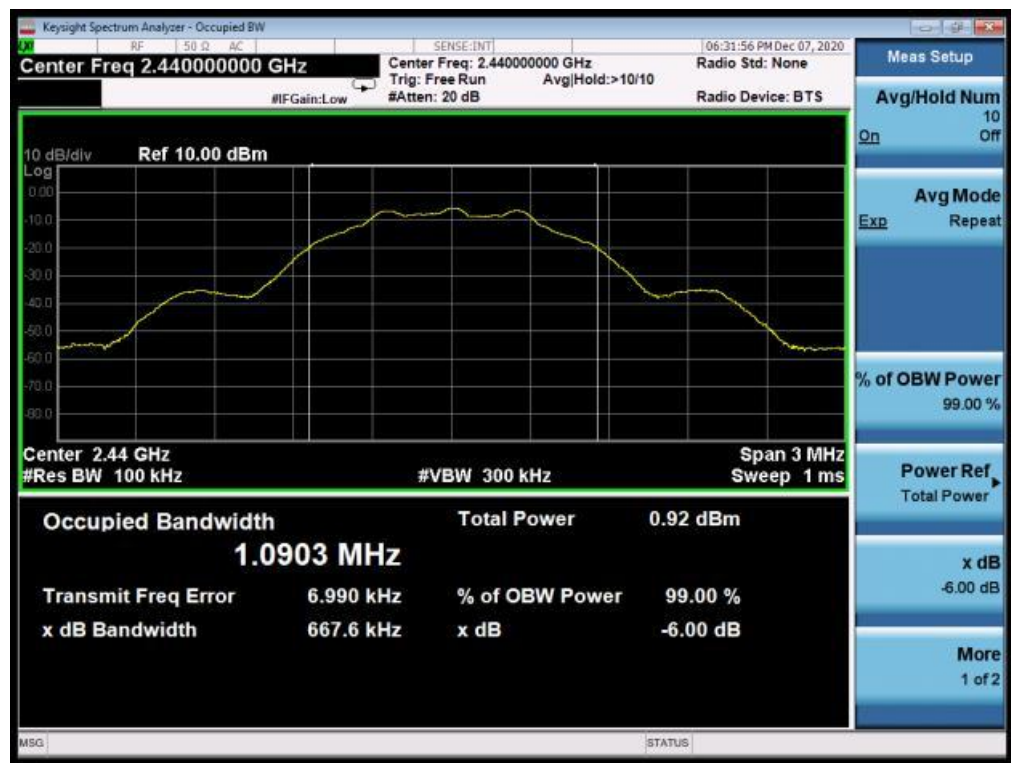 Keysight Spectrum Analyzer - Occupied BW
LXI RF 50 Ω AC SENSE:INT 06:31:56 PM Dec 07, 2020
Center Freq 2.440000000 GHz
Center Freq: 2.440000000 GHz
Radio Std: None
Trig: Free Run Avg|Hold:>10/10
#IFGain:Low #Atten: 20 dB Radio Device: BTS
10 dB/div Ref 10.00 dBm
Log
0.00
-10.0
-20.0
-30.0
-40.0
-50.0
-60.0
-70.0
-80.0
Center 2.44 GHz Span 3 MHz
#Res BW 100 kHz #VBW 300 kHz Sweep 1 ms
Occupied Bandwidth Total Power 0.92 dBm
1.0903 MHz
Transmit Freq Error 6.990 kHz % of OBW Power 99.00 %
x dB Bandwidth 667.6 kHz x dB -6.00 dB
MSG STATUS
Meas Setup
Avg/Hold Num
10
On Off
Avg Mode
Exp Repeat
% of OBW Power
99.00 %
Power Ref
Total Power
x dB
-6.00 dB
More
1 of 2